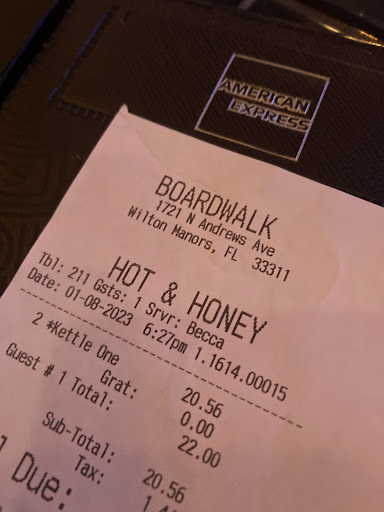 AMERICAN
EXPRESS
BOARDWALK
1721 N Andrews Ave
Wilton Manors, FL 33311
HOT & HONEY
Tbl: 211 Gsts: 1 Srvr: Becca
Date: 01-08-2023 6:27pm 1.1614.00015
2 *Kettle One 20.56
Grat: 0.00
Guest # 1 Total: 22.00
Sub-Total: 20.56
Tax:
Due: